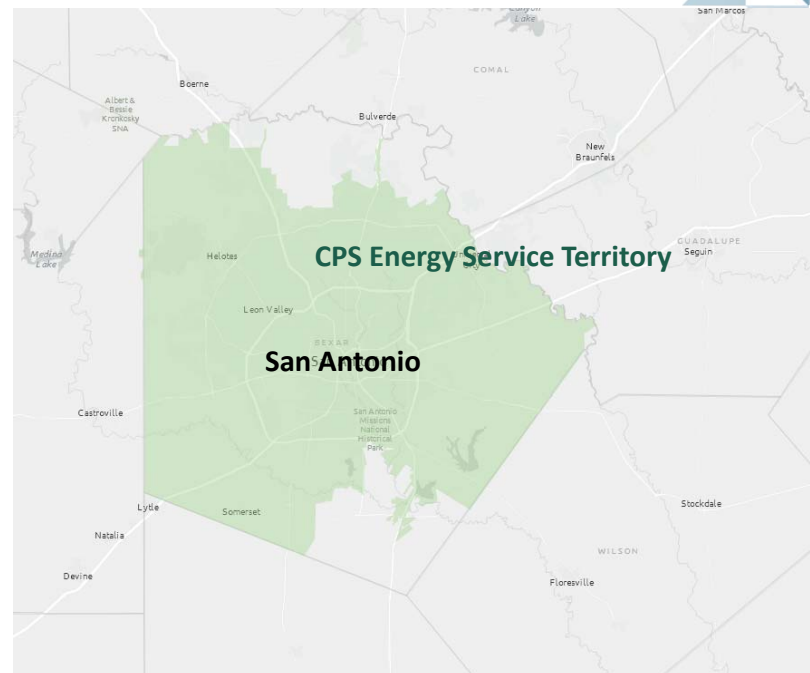 Canyon
Lake
San Marcos
COMAL
Boerne
Albert &
Bessie
Kronkosky
SNA
Bulverde
New
Braunfels
GUADALUPE
Seguin
Medina
Lake
Helotes
CPS Energy Service Territory
Leon Valley
BEXAR
San Antonio
Castroville
San Antonio
Missions
National
Historical
Park
Lytle
Somerset
Stockdale
Natalia
WILSON
Devine
Floresville